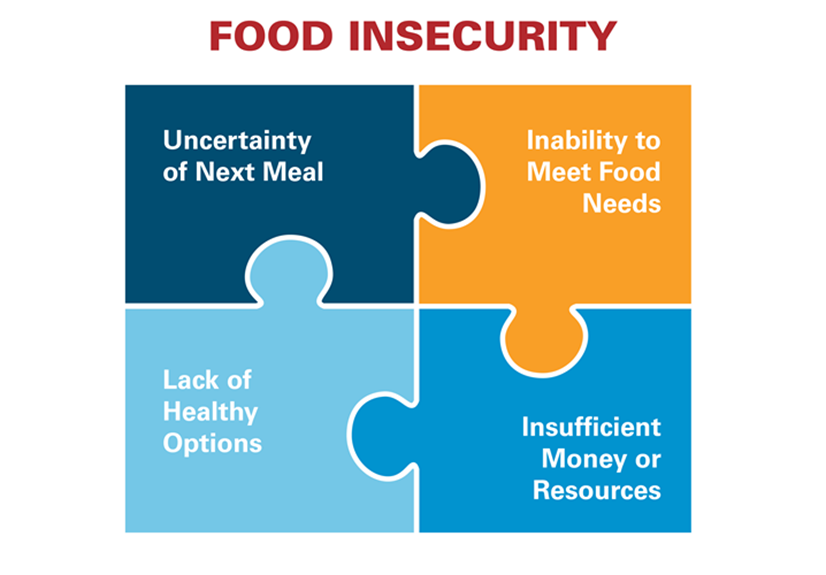 FOOD INSECURITY
Uncertainty
of Next Meal
Inability to
Meet Food
Needs
Lack of
Healthy
Options
Insufficient
Money or
Resources